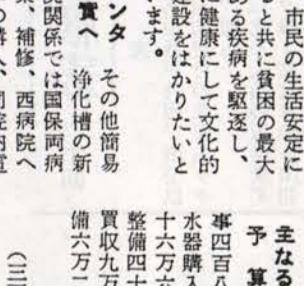 市民の生活安定に
ると共に貧困の最大
ある疾病を駆逐し、
に健康にして文化的
建設をはかりたいと
います。
ンタ
實へ
その他簡易
浄化槽の新
関係では国保両病
補修、西病院へ
主なる
予算
事四百八
水器購入
十六万六
整備四十
買収九万
備六万二
(三